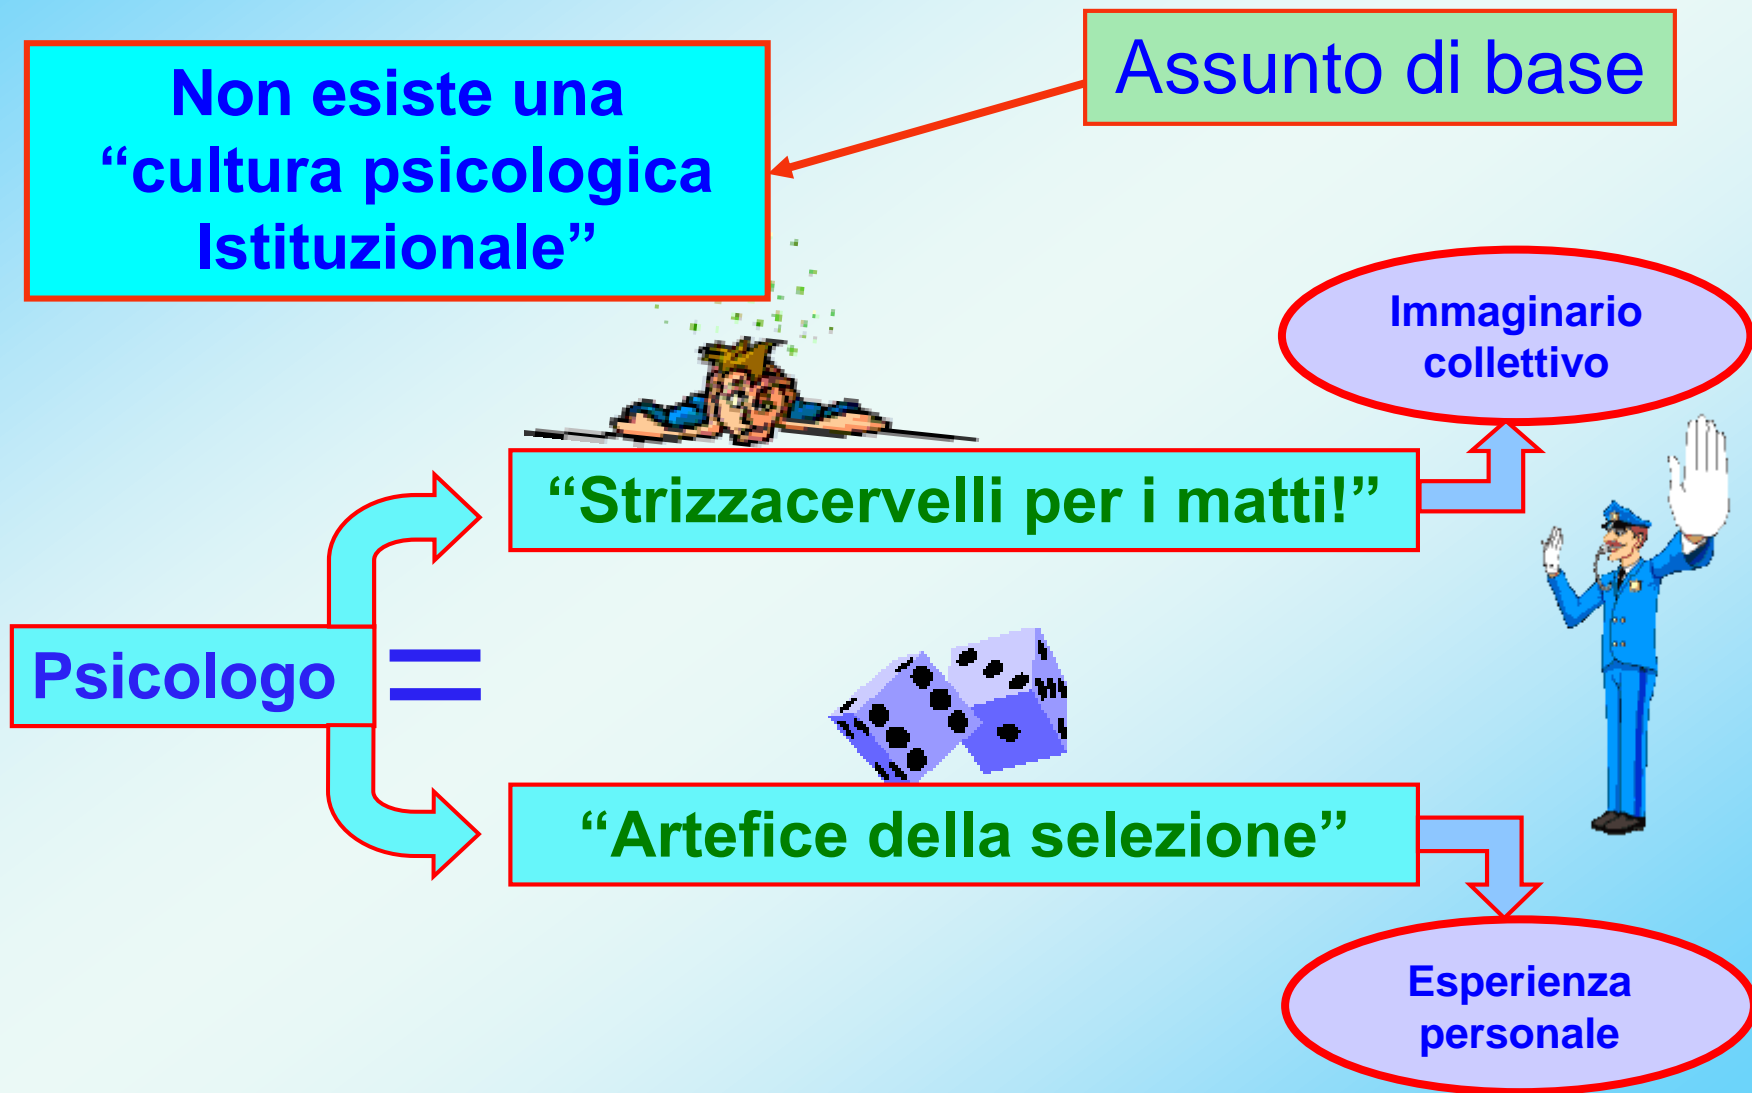 Assunto di base
Non esiste una
“cultura psicologica
Istituzionale”
Immaginario
collettivo
“Strizzacervelli per i matti!”
Psicologo =
“Artefice della selezione”
Esperienza
personale